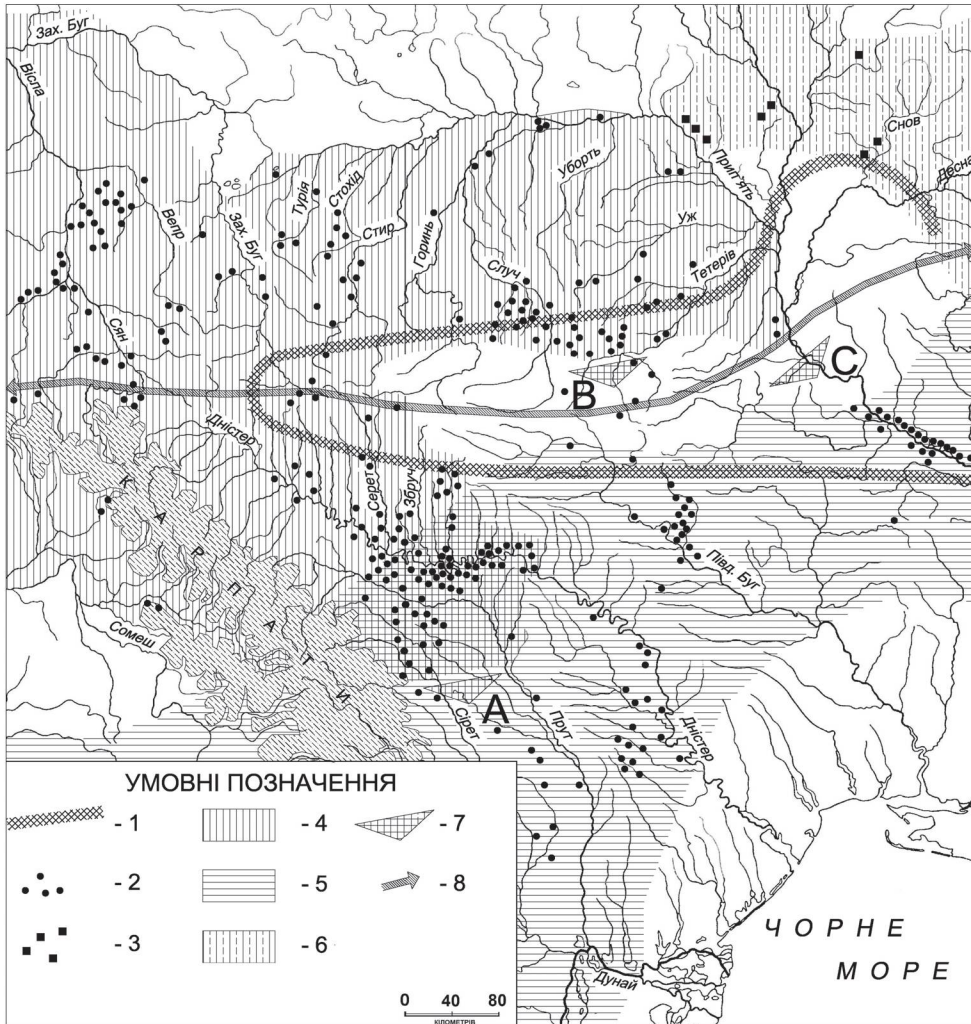 Зах. Буг
Вісла
Снов
Десна
Прип'ять
Уборть
Турія
Стохід
Стир
Горинь
Уж
Вепр
Зах. Буг
Случ
Тетерів
Сян
B
C
Дністер
Серет
Збруч
КАРПАТИ
Півд. Буг
Сомеш
A
Сірет
Прут
Дністер
УМОВНІ ПОЗНАЧЕННЯ
- 1
- 4
- 7
- 2
- 5
- 8
- 3
- 6
0 40 80
КІЛОМЕТРІВ
ЧОРНЕ
МОРЕ
Дунай